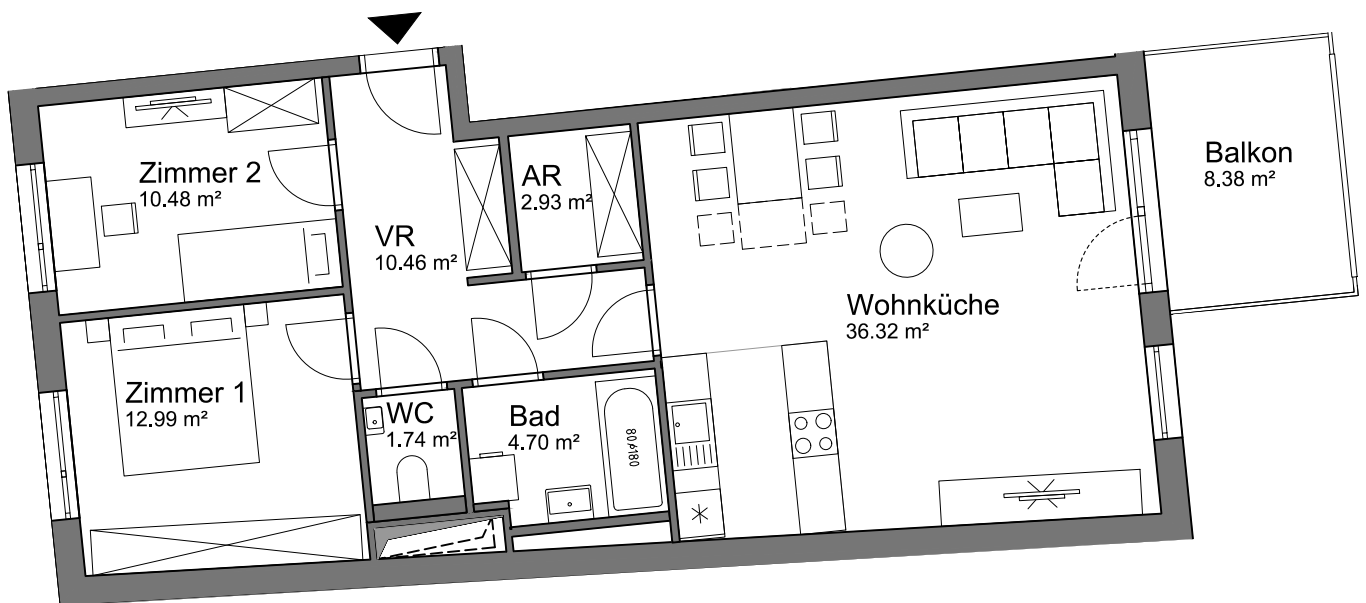 Zimmer 2
10.48 m²
VR
10.46 m²
AR
2.93 m²
Balkon
8.38 m²
Wohnküche
36.32 m²
Zimmer 1
12.99 m²
WC
1.74 m²
Bad
4.70 m²
80/180